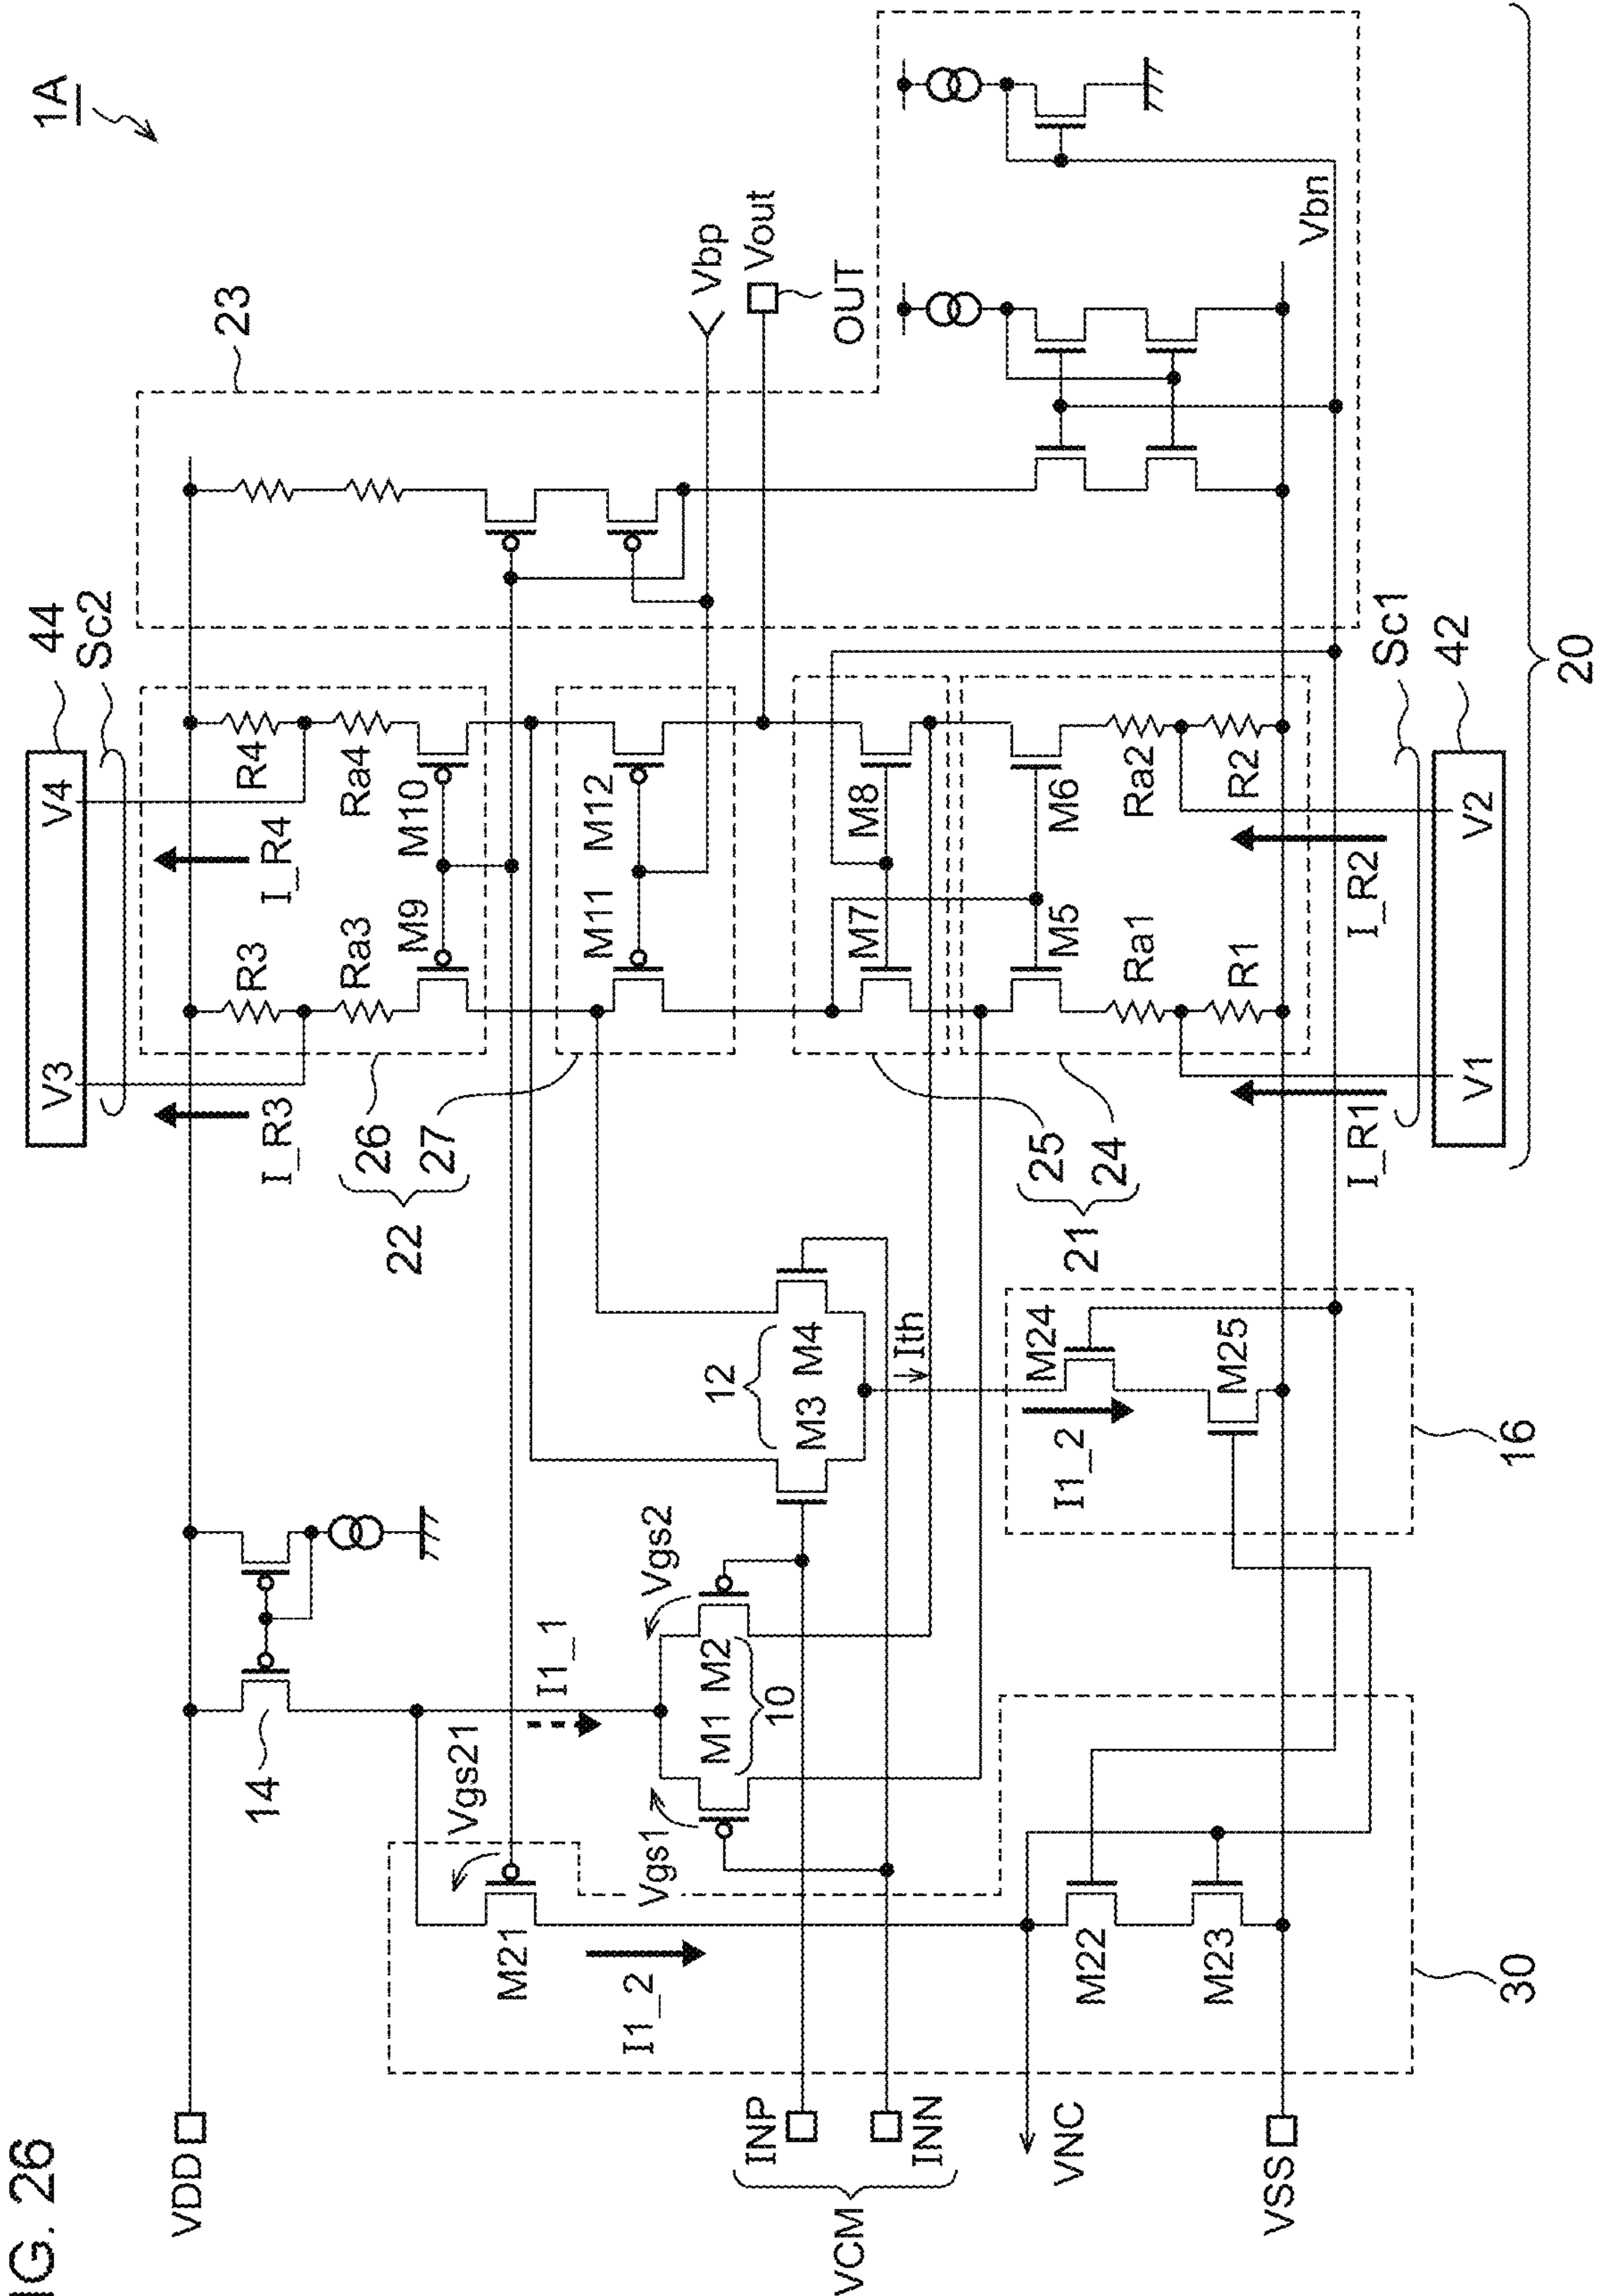 IG. 26
1A
VDD
14
44
Sc2
V3
V4
I_R3
I_R4
R3
R4
Ra3
Ra4
M9
M10
23
26
27
22
M11
M12
Vbp
Vout
OUT
Vgs21
I1_1
M21
I1_2
Vgs1
Vgs2
M1
M2
10
12
M3
M4
Ith
INP
INN
VCM
VNC
M7
M8
M5
M6
25
24
21
Ra1
Ra2
R1
R2
Vbn
M22
M23
M24
M25
I1_2
VSS
30
16
I_R1
I_R2
Sc1
V1
V2
42
20